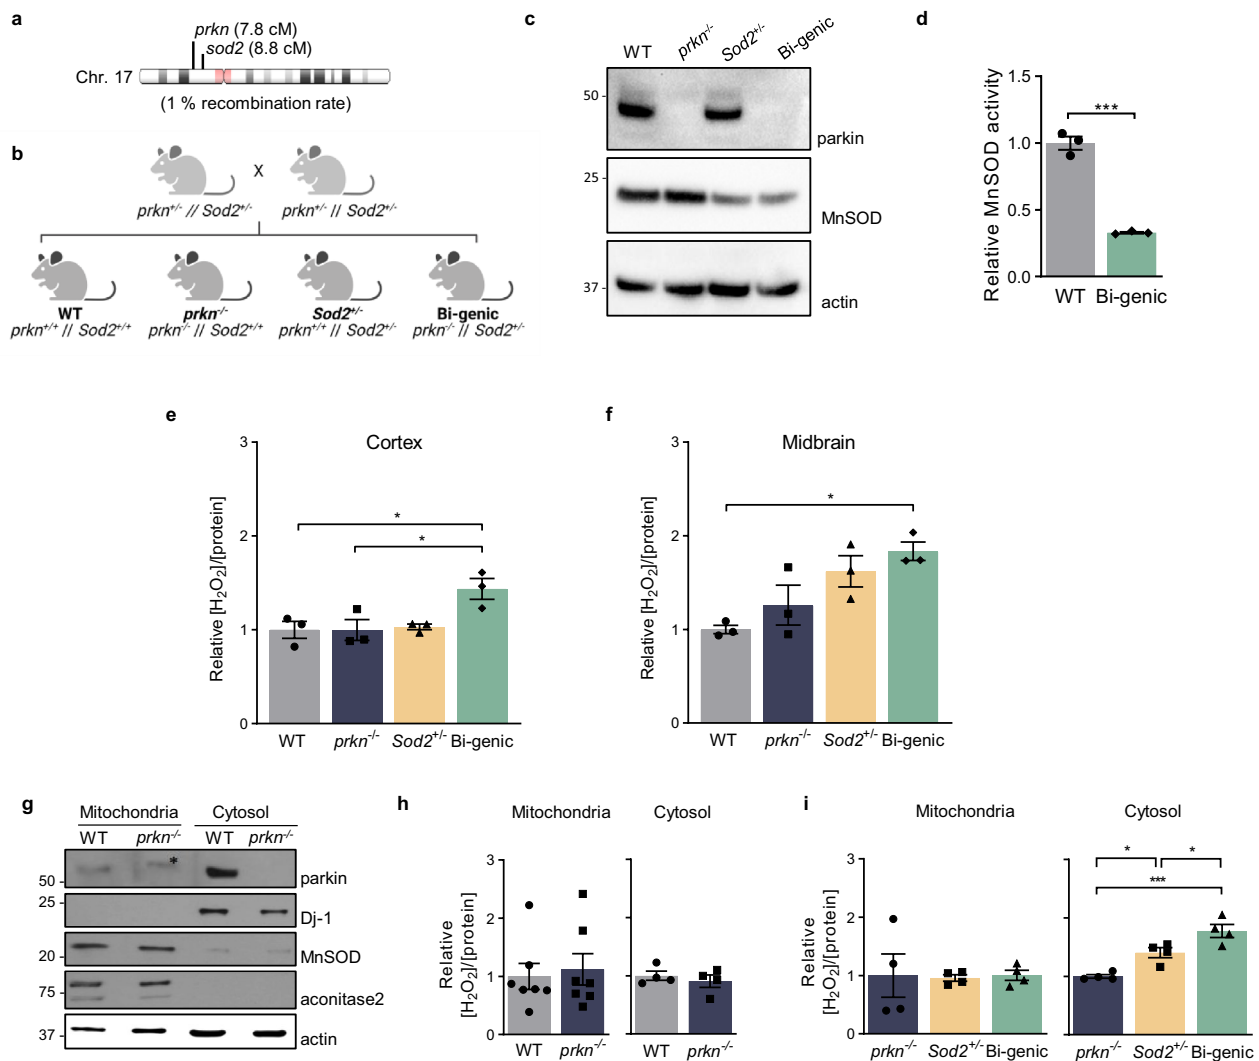 a
prkn (7.8 cM)
sod2 (8.8 cM)
Chr. 17
(1 % recombination rate)
b
X
prkn+/- // Sod2+/-
prkn+/- // Sod2+/-
WT
prkn+/+ // Sod2+/+
prkn-/-
prkn-/- // Sod2+/+
Sod2+/-
prkn+/+ // Sod2+/-
Bi-genic
prkn-/- // Sod2+/-
c
WT
prkn-/-
Sod2+/-
Bi-genic
50
parkin
25
MnSOD
37
actin
d
Relative MnSOD activity
1.5
1.0
0.5
0.0
***
WT
Bi-genic
e
Cortex
Relative [H2O2]/[protein]
3
2
1
0
*
*
WT
prkn-/-
Sod2+/-
Bi-genic
f
Midbrain
Relative [H2O2]/[protein]
3
2
1
0
*
WT
prkn-/-
Sod2+/-
Bi-genic
g
Mitochondria
Cytosol
WT
prkn-/-
WT
prkn-/-
*
50
parkin
25
Dj-1
20
MnSOD
75
aconitase2
37
actin
h
Mitochondria
Cytosol
Relative
[H2O2]/[protein]
3
2
1
0
WT
prkn-/-
WT
prkn-/-
i
Mitochondria
Cytosol
Relative
[H2O2]/[protein]
3
2
1
0
*
*
***
prkn-/-
Sod2+/-
Bi-genic
prkn-/-
Sod2+/-
Bi-genic